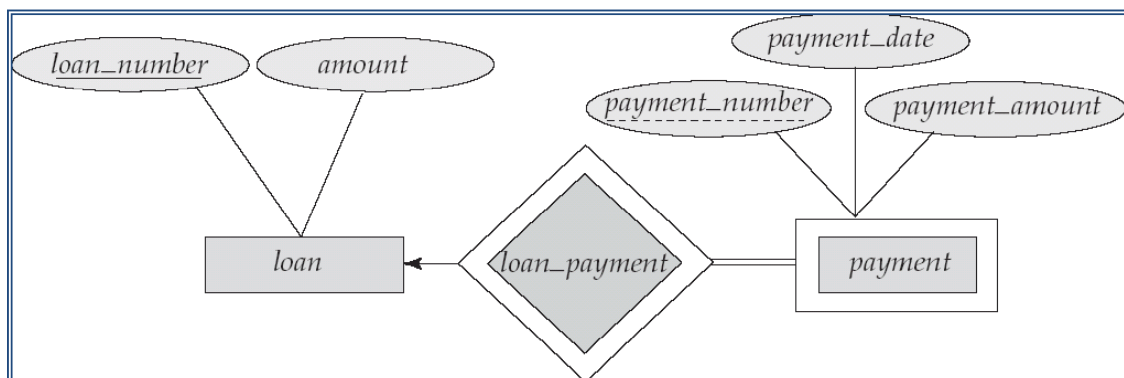 payment_date
loan_number
amount
payment_number
payment_amount
loan
loan_payment
payment